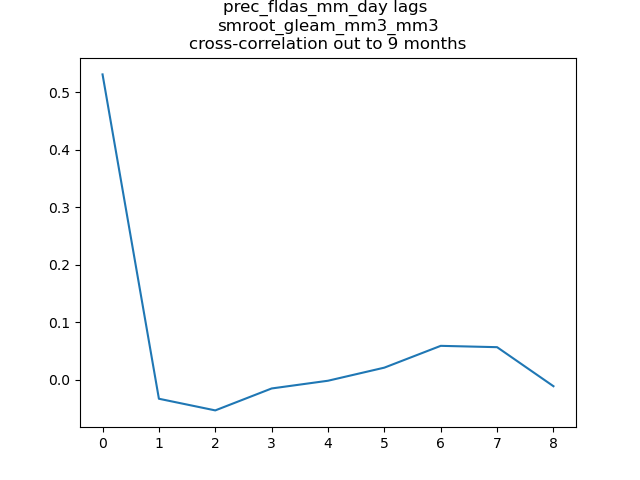 prec_fldas_mm_day lags
smroot_gleam_mm3_mm3
cross-correlation out to 9 months
0.5
0.4
0.3
0.2
0.1
0.0
0 1 2 3 4 5 6 7 8